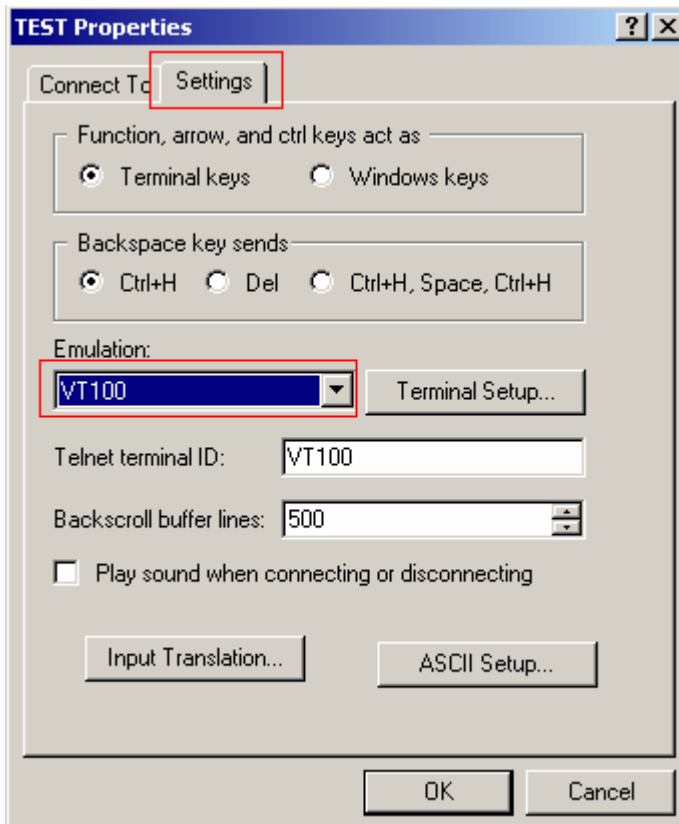 TEST Properties
Connect To Settings
Function, arrow, and ctrl keys act as
Terminal keys Windows keys
Backspace key sends
Ctrl+H Del Ctrl+H, Space, Ctrl+H
Emulation:
VT100 Terminal Setup...
Telnet terminal ID: VT100
Backscroll buffer lines: 500
Play sound when connecting or disconnecting
Input Translation... ASCII Setup...
OK Cancel